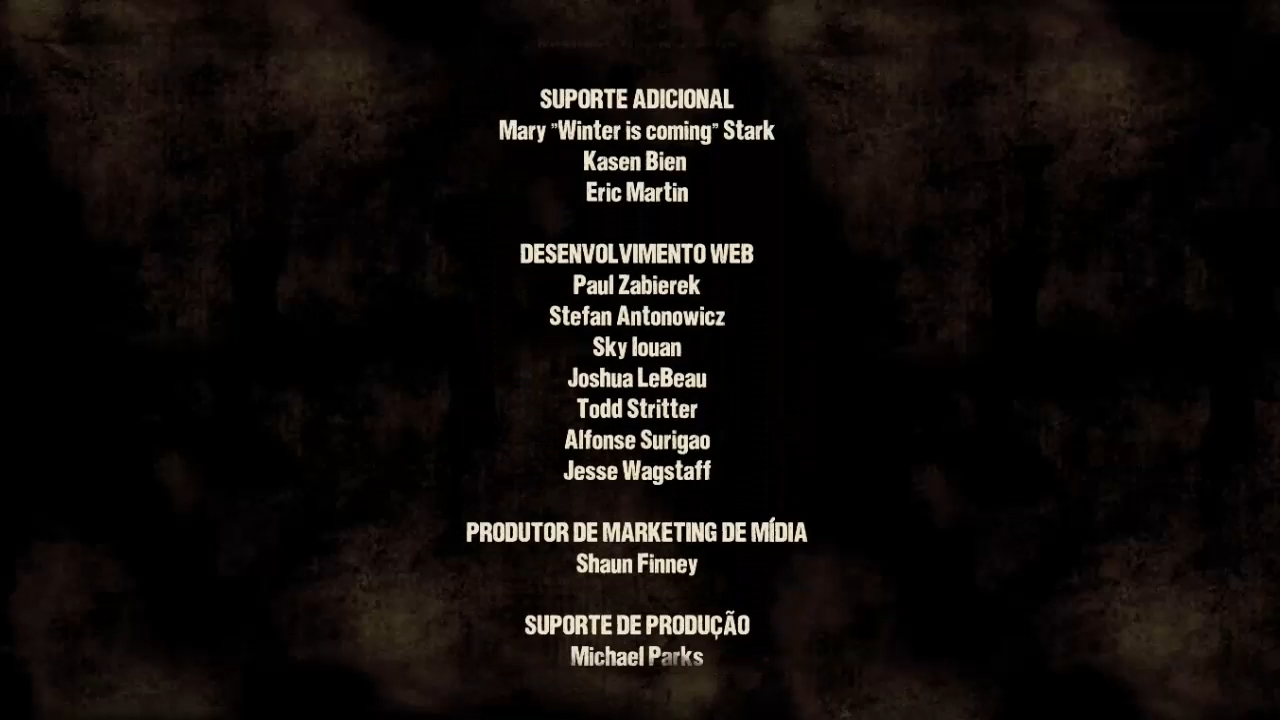 SUPORTE ADICIONAL
Mary "Winter is coming" Stark
Kasen Bien
Eric Martin
DESENVOLVIMENTO WEB
Paul Zabierek
Stefan Antonowicz
Sky Iouan
Joshua LeBeau
Todd Stritter
Alfonse Surigao
Jesse Wagstaff
PRODUTOR DE MARKETING DE MÍDIA
Shaun Finney
SUPORTE DE PRODUÇÃO
Michael Parks